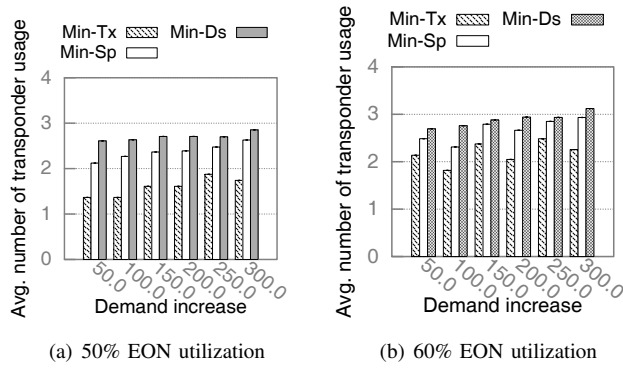 Min-Tx
Min-Ds
Min-Sp
Avg. number of transponder usage
4
3
2
1
0
50.0
100.0
150.0
200.0
250.0
300.0
Demand increase
(a) 50% EON utilization
Min-Tx
Min-Ds
Min-Sp
Avg. number of transponder usage
4
3
2
1
0
50.0
100.0
150.0
200.0
250.0
300.0
Demand increase
(b) 60% EON utilization